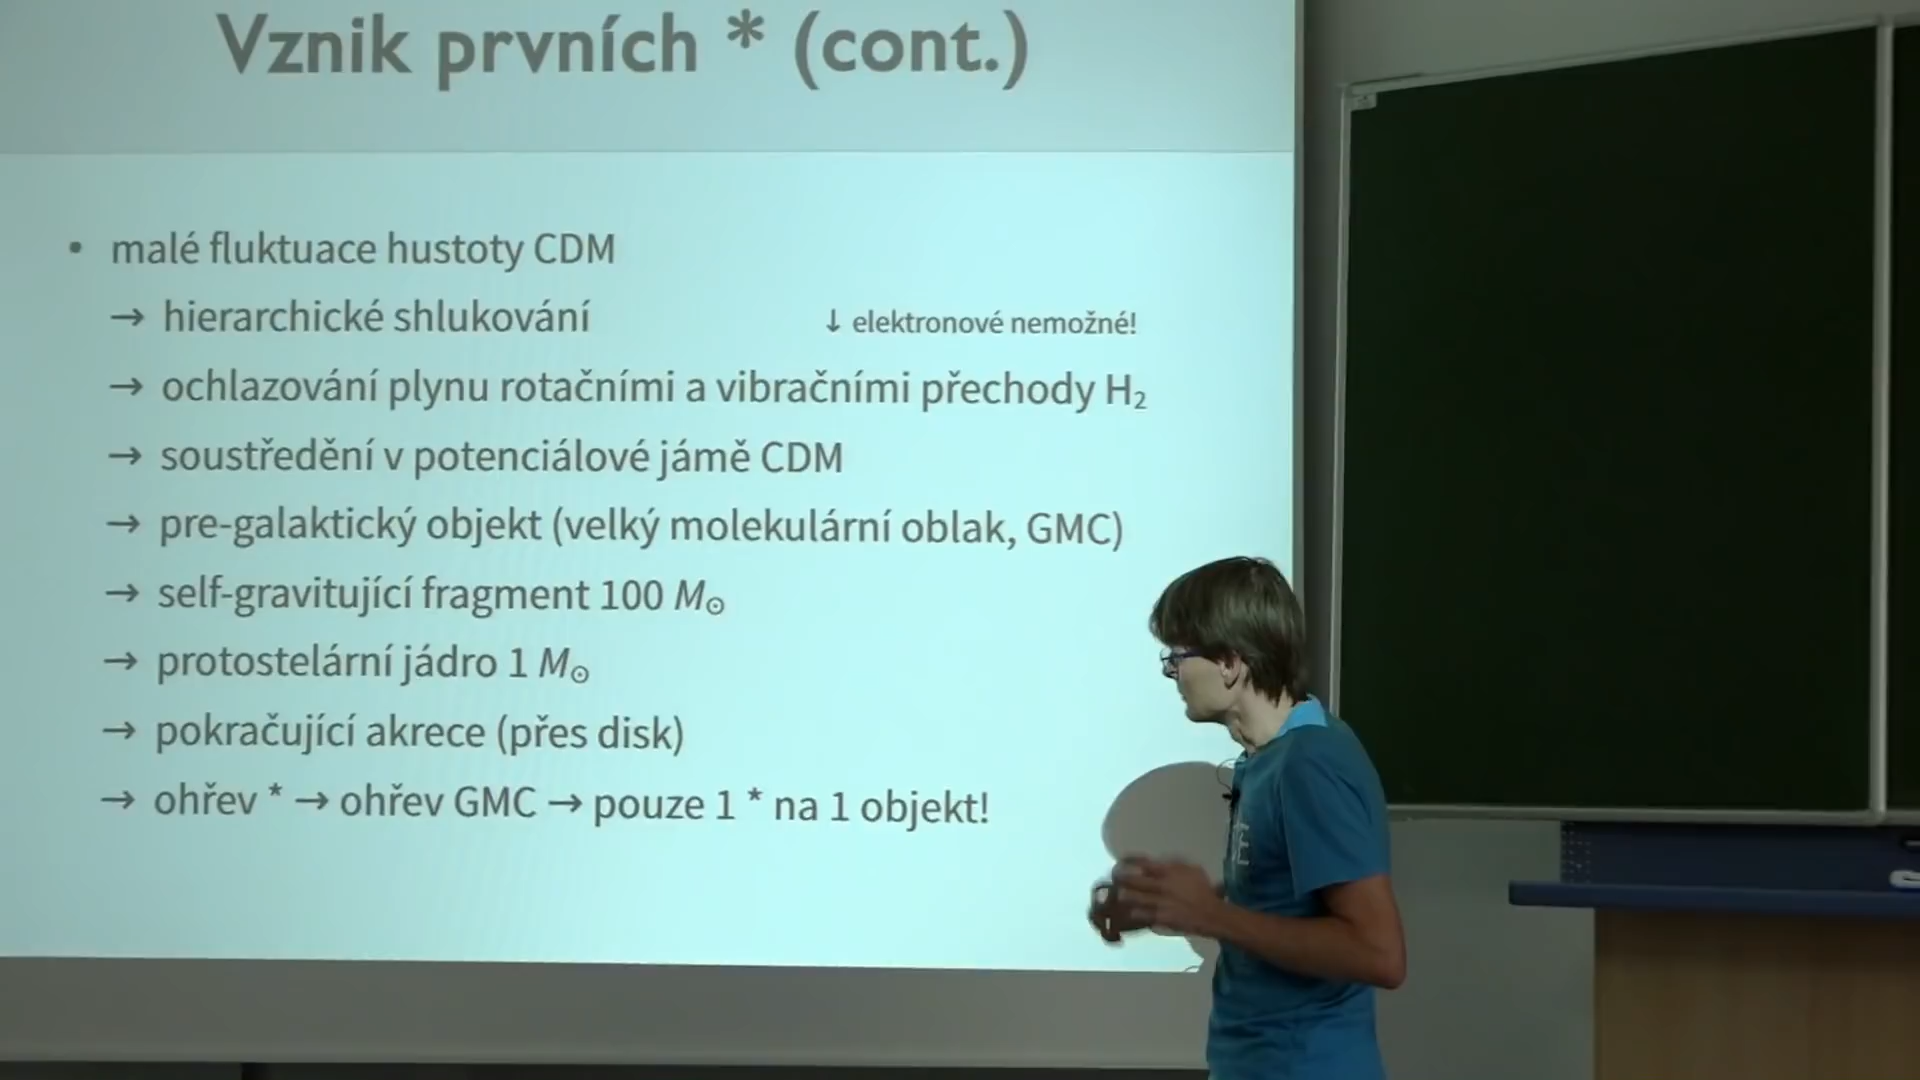 Vznik prvních * (cont.)
• malé fluktuace hustoty CDM
→ hierarchické shlukování
↓ elektronové nemožné!
→ ochlazování plynu rotačními a vibračními přechody H₂
→ soustředění v potenciálové jámě CDM
→ pre-galaktický objekt (velký molekulární oblak, GMC)
→ self-gravitující fragment 100 M☉
→ protostelární jádro 1 M☉
→ pokračující akrece (přes disk)
→ ohřev * → ohřev GMC → pouze 1 * na 1 objekt!